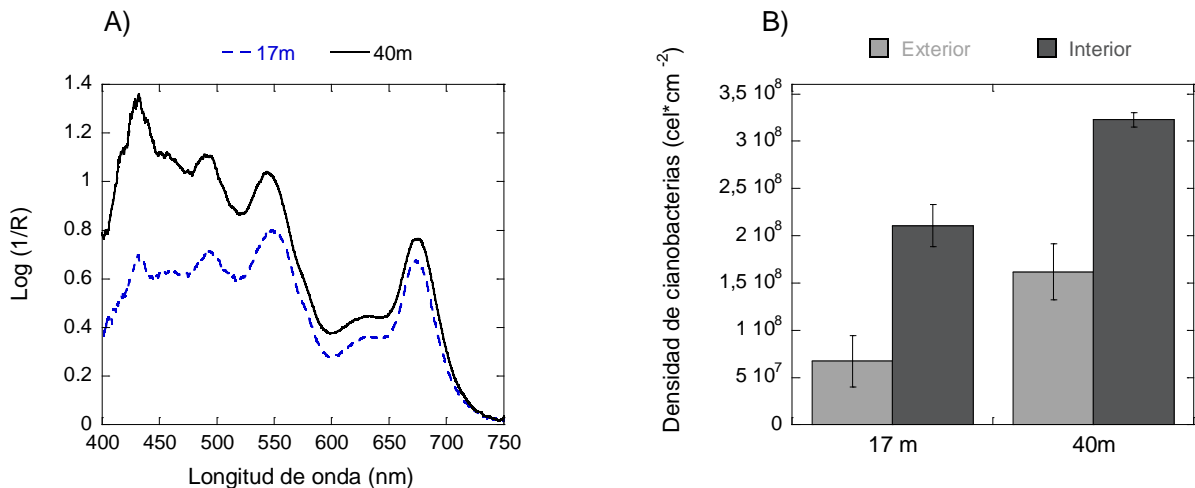 A)
17m 40m
1.4
1.2
1
0.8
0.6
0.4
0.2
0
Log (1/R)
400 450 500 550 600 650 700 750
Longitud de onda (nm)
B)
Exterior Interior
3,5 10⁸
3 10⁸
2,5 10⁸
2 10⁸
1,5 10⁸
1 10⁸
5 10⁷
0
Densidad de cianobacterias (cel*cm⁻²)
17 m 40m